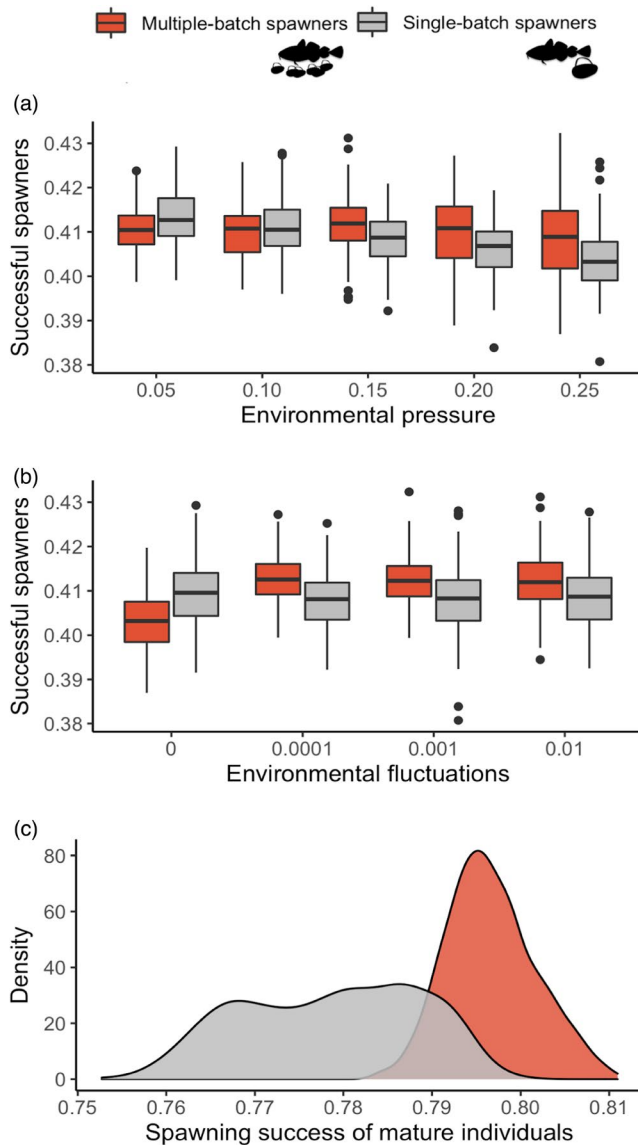 Multiple-batch spawners Single-batch spawners
(a)
Successful spawners
0.43
0.42
0.41
0.40
0.39
0.38
0.05 0.10 0.15 0.20 0.25
Environmental pressure
(b)
Successful spawners
0.43
0.42
0.41
0.40
0.39
0.38
0 0.0001 0.001 0.01
Environmental fluctuations
(c)
Density
80
60
40
20
0
0.75 0.76 0.77 0.78 0.79 0.80 0.81
Spawning success of mature individuals